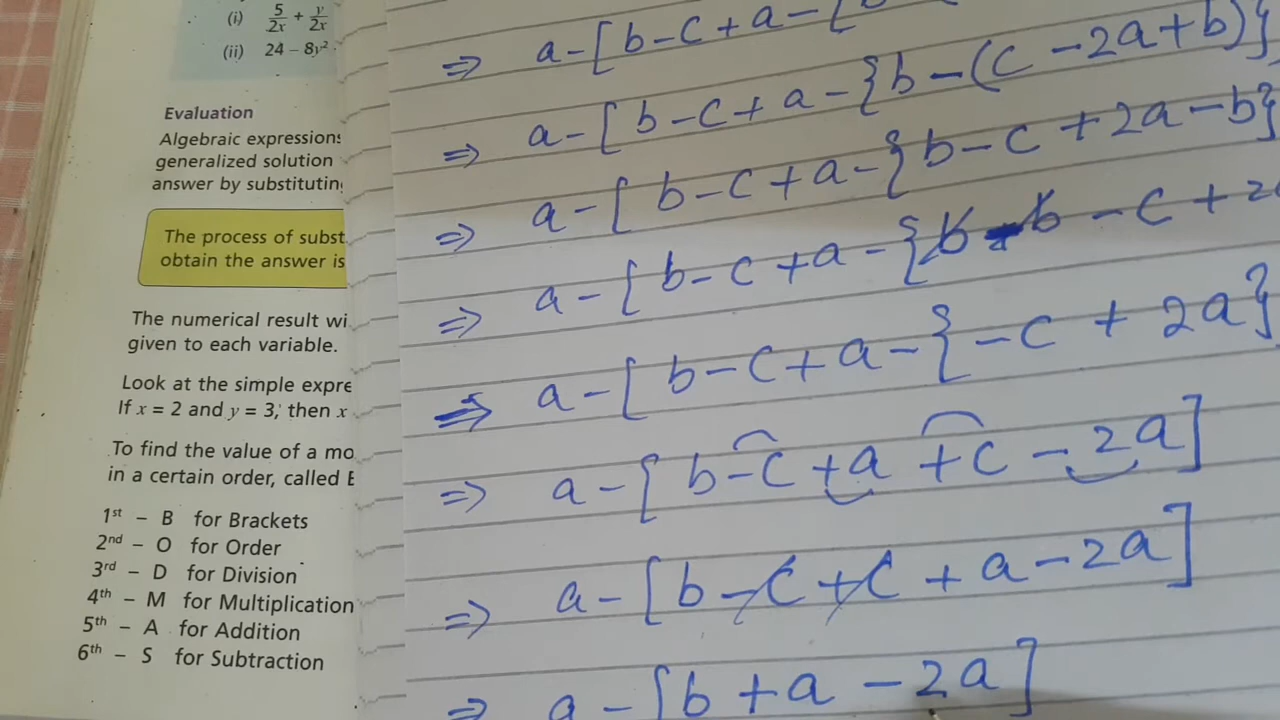 (i) 5/2x + y/2x
(ii) 24 – 8y²
Evaluation
Algebraic expressions
generalized solution
answer by substituting
The process of subst
obtain the answer is
The numerical result wi
given to each variable.
Look at the simple expre
If x = 2 and y = 3, then x
To find the value of a mo
in a certain order, called
1st – B for Brackets
2nd – O for Order
3rd – D for Division
4th – M for Multiplication
5th – A for Addition
6th – S for Subtraction
⇒ a-[b-c+a-
⇒ a-[b-c+a-{b-(c-2a+b)}
⇒ a-[b-c+a-{b-c+2a-b}
⇒ a-[b-c+a-{b-b-c+2
⇒ a-[b-c+a-{-c+2a}
⇒ a-[b-c+a+c-2a]
⇒ a-[b-c+c+a-2a]
⇒ a-[b+a-2a]